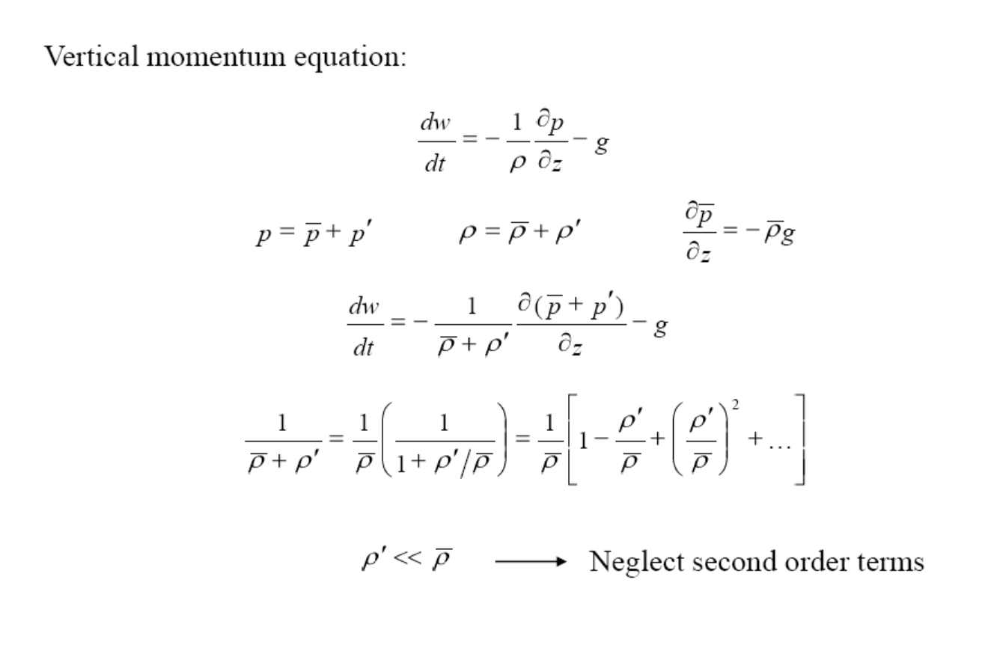 Vertical momentum equation:
dw/dt = − 1/ρ ∂p/∂z − g
p = p̅ + p′    ρ = ρ̅ + ρ′    ∂p̅/∂z = −ρ̅g
dw/dt = − 1/(ρ̅ + ρ′) ∂(p̅ + p′)/∂z − g
1/(ρ̅ + ρ′) = 1/ρ̅ (1/(1 + ρ′/ρ̅)) = 1/ρ̅ [1 − ρ′/ρ̅ + (ρ′/ρ̅)² + ...]
ρ′ << ρ̅ ⟶ Neglect second order terms